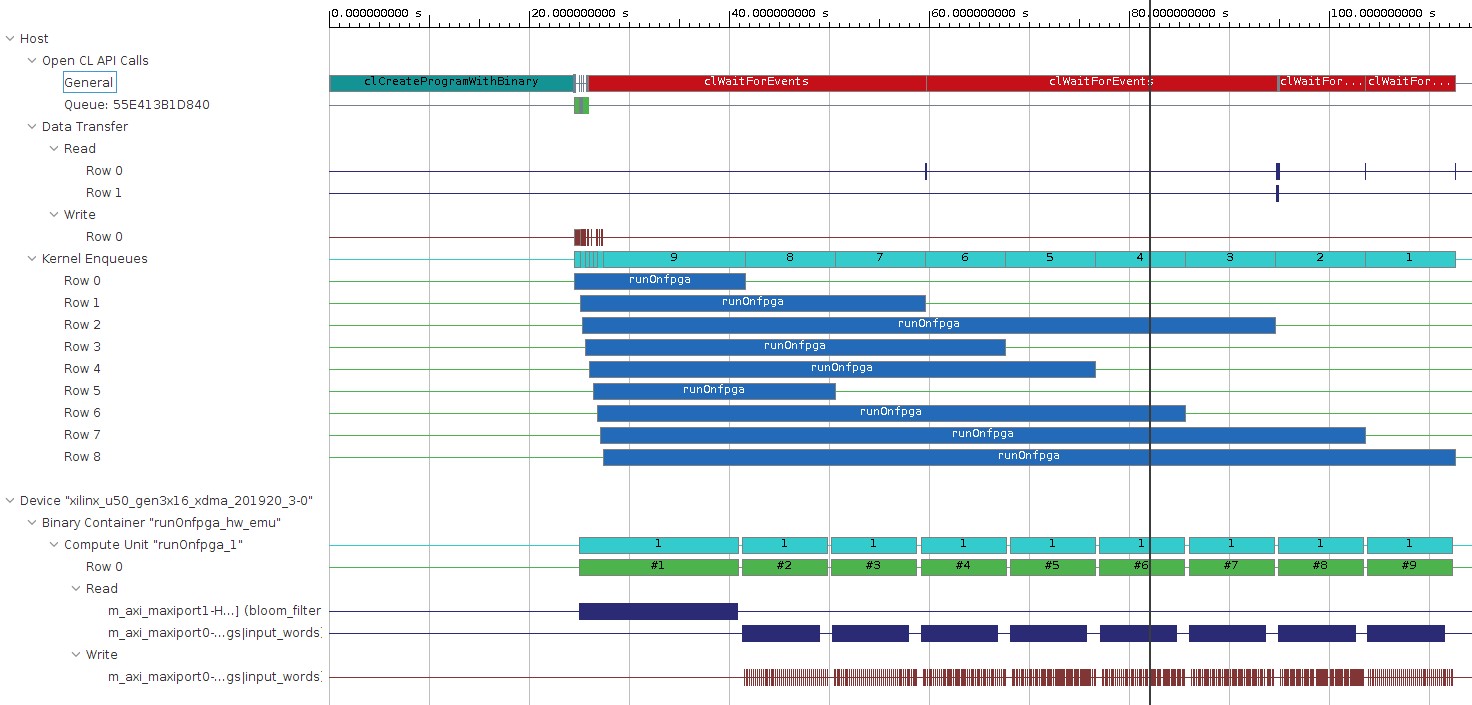 0.000000000 s 20.000000000 s 40.000000000 s 60.000000000 s 80.000000000 s 100.000000000 s
Host
Open CL API Calls
General clCreateProgramWithBinary clWaitForEvents clWaitForEvents clWaitFor... clWaitFor...
Queue: 55E413B1D840
Data Transfer
Read
Row 0
Row 1
Write
Row 0
Kernel Enqueues 9 8 7 6 5 4 3 2 1
Row 0 runOnfpga
Row 1 runOnfpga
Row 2 runOnfpga
Row 3 runOnfpga
Row 4 runOnfpga
Row 5 runOnfpga
Row 6 runOnfpga
Row 7 runOnfpga
Row 8 runOnfpga
Device "xilinx_u50_gen3x16_xdma_201920_3-0"
Binary Container "runOnfpga_hw_emu"
Compute Unit "runOnfpga_1" 1 1 1 1 1 1 1 1 1
Row 0 #1 #2 #3 #4 #5 #6 #7 #8 #9
Read
m_axi_maxiport1-H...] (bloom_filter
m_axi_maxiport0-...gs|input_words)
Write
m_axi_maxiport0-...gs|input_words)